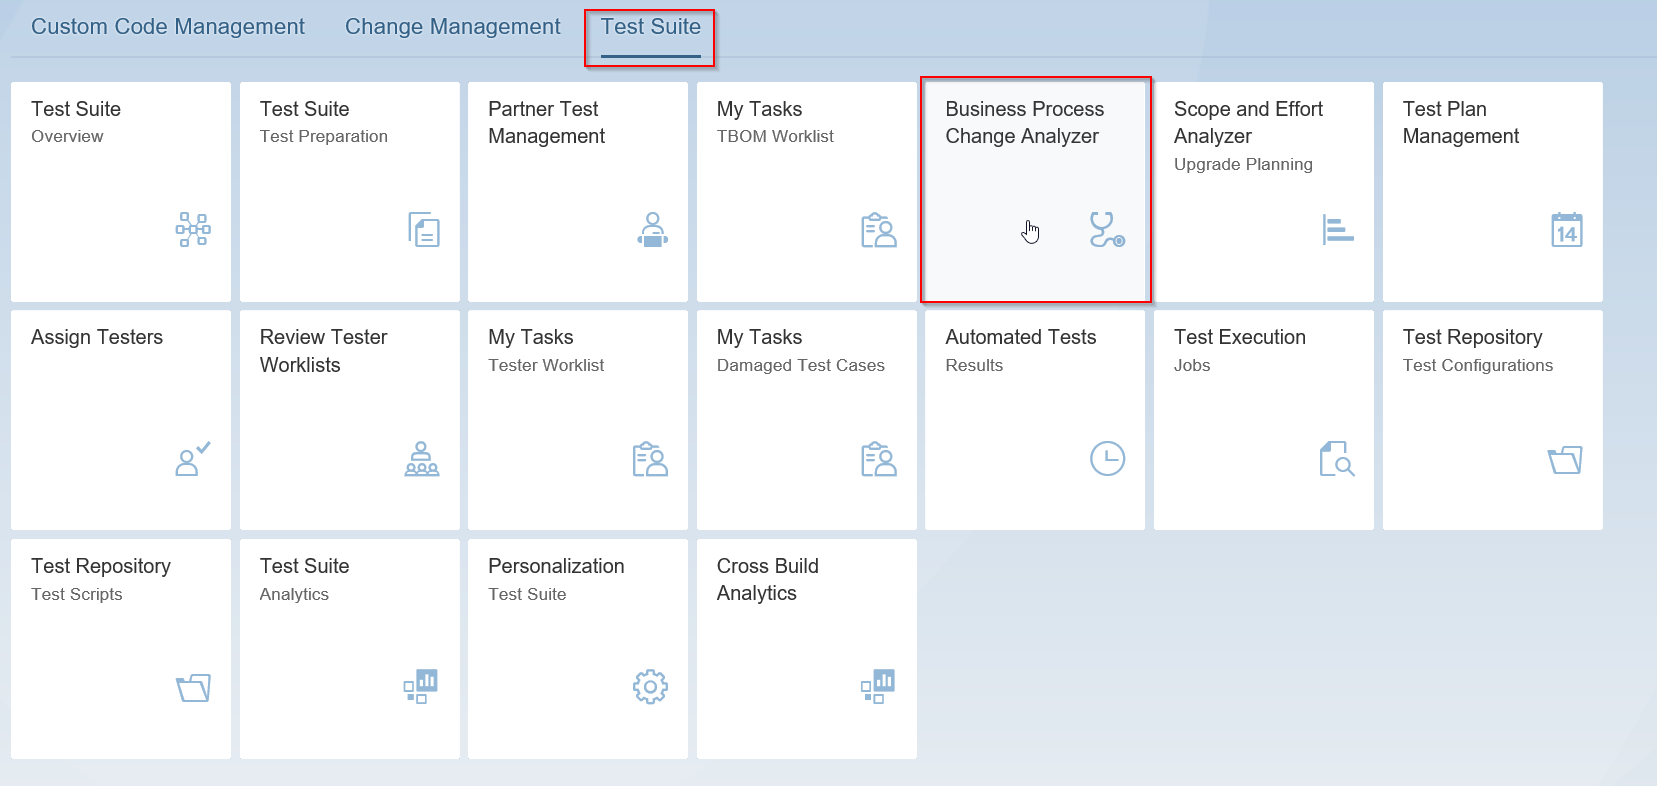 Custom Code Management
Change Management
Test Suite
Test Suite
Overview
Test Suite
Test Preparation
Partner Test
Management
My Tasks
TBOM Worklist
Business Process
Change Analyzer
Scope and Effort
Analyzer
Upgrade Planning
Test Plan
Management
14
Assign Testers
Review Tester
Worklists
My Tasks
Tester Worklist
My Tasks
Damaged Test Cases
Automated Tests
Results
Test Execution
Jobs
Test Repository
Test Configurations
Test Repository
Test Scripts
Test Suite
Analytics
Personalization
Test Suite
Cross Build
Analytics